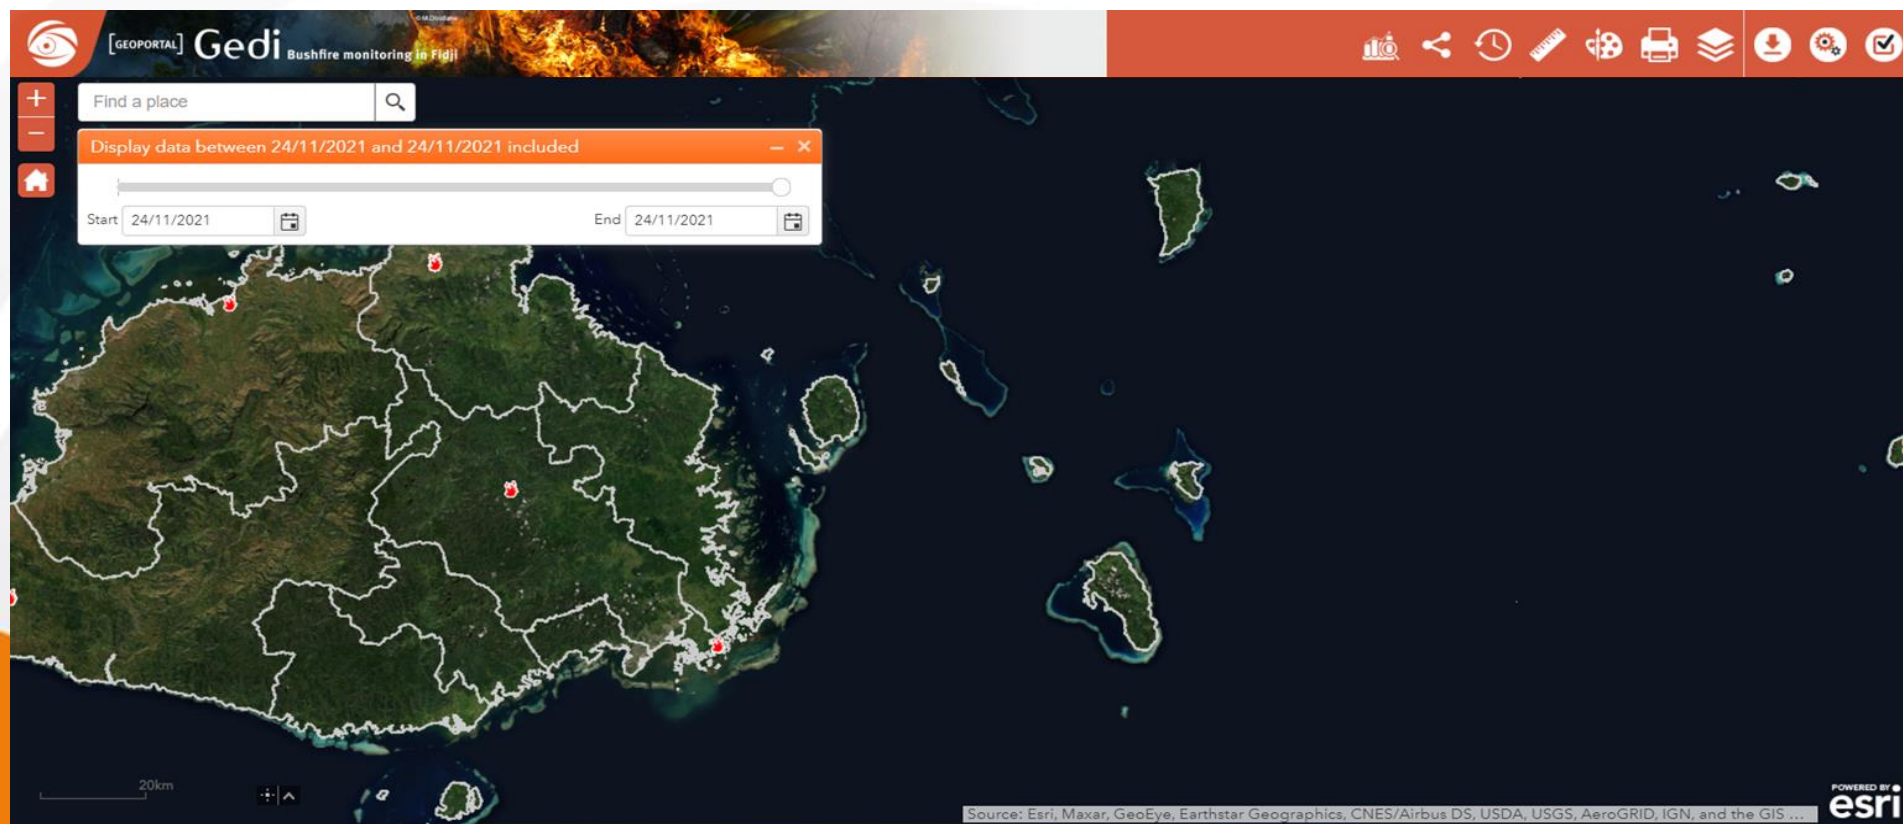 © M.Dosdane
[GEOPORTAL] Gedi Bushfire monitoring in Fidji
Find a place
Display data between 24/11/2021 and 24/11/2021 included
Start 24/11/2021 End 24/11/2021
20km
POWERED BY
esri
Source: Esri, Maxar, GeoEye, Earthstar Geographics, CNES/Airbus DS, USDA, USGS, AeroGRID, IGN, and the GIS ...